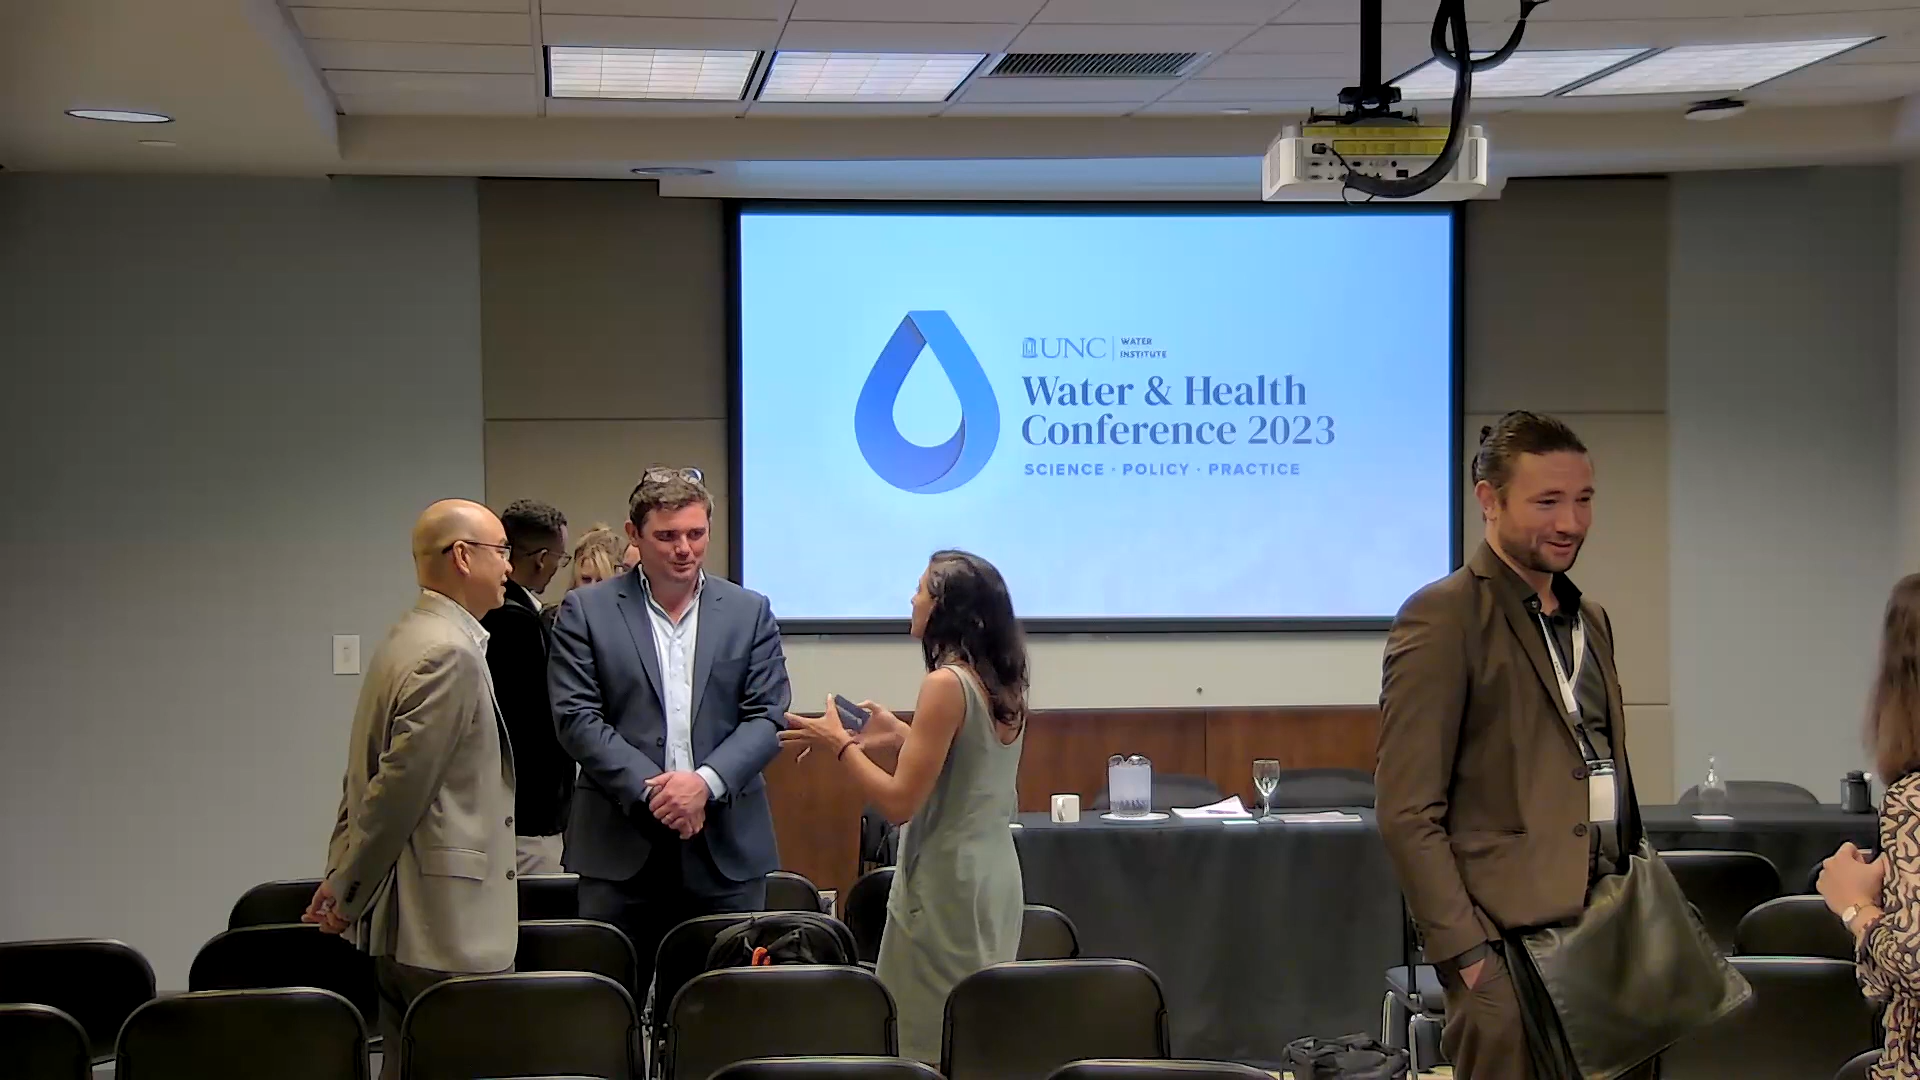 UNC WATER
INSTITUTE
Water & Health
Conference 2023
SCIENCE · POLICY · PRACTICE